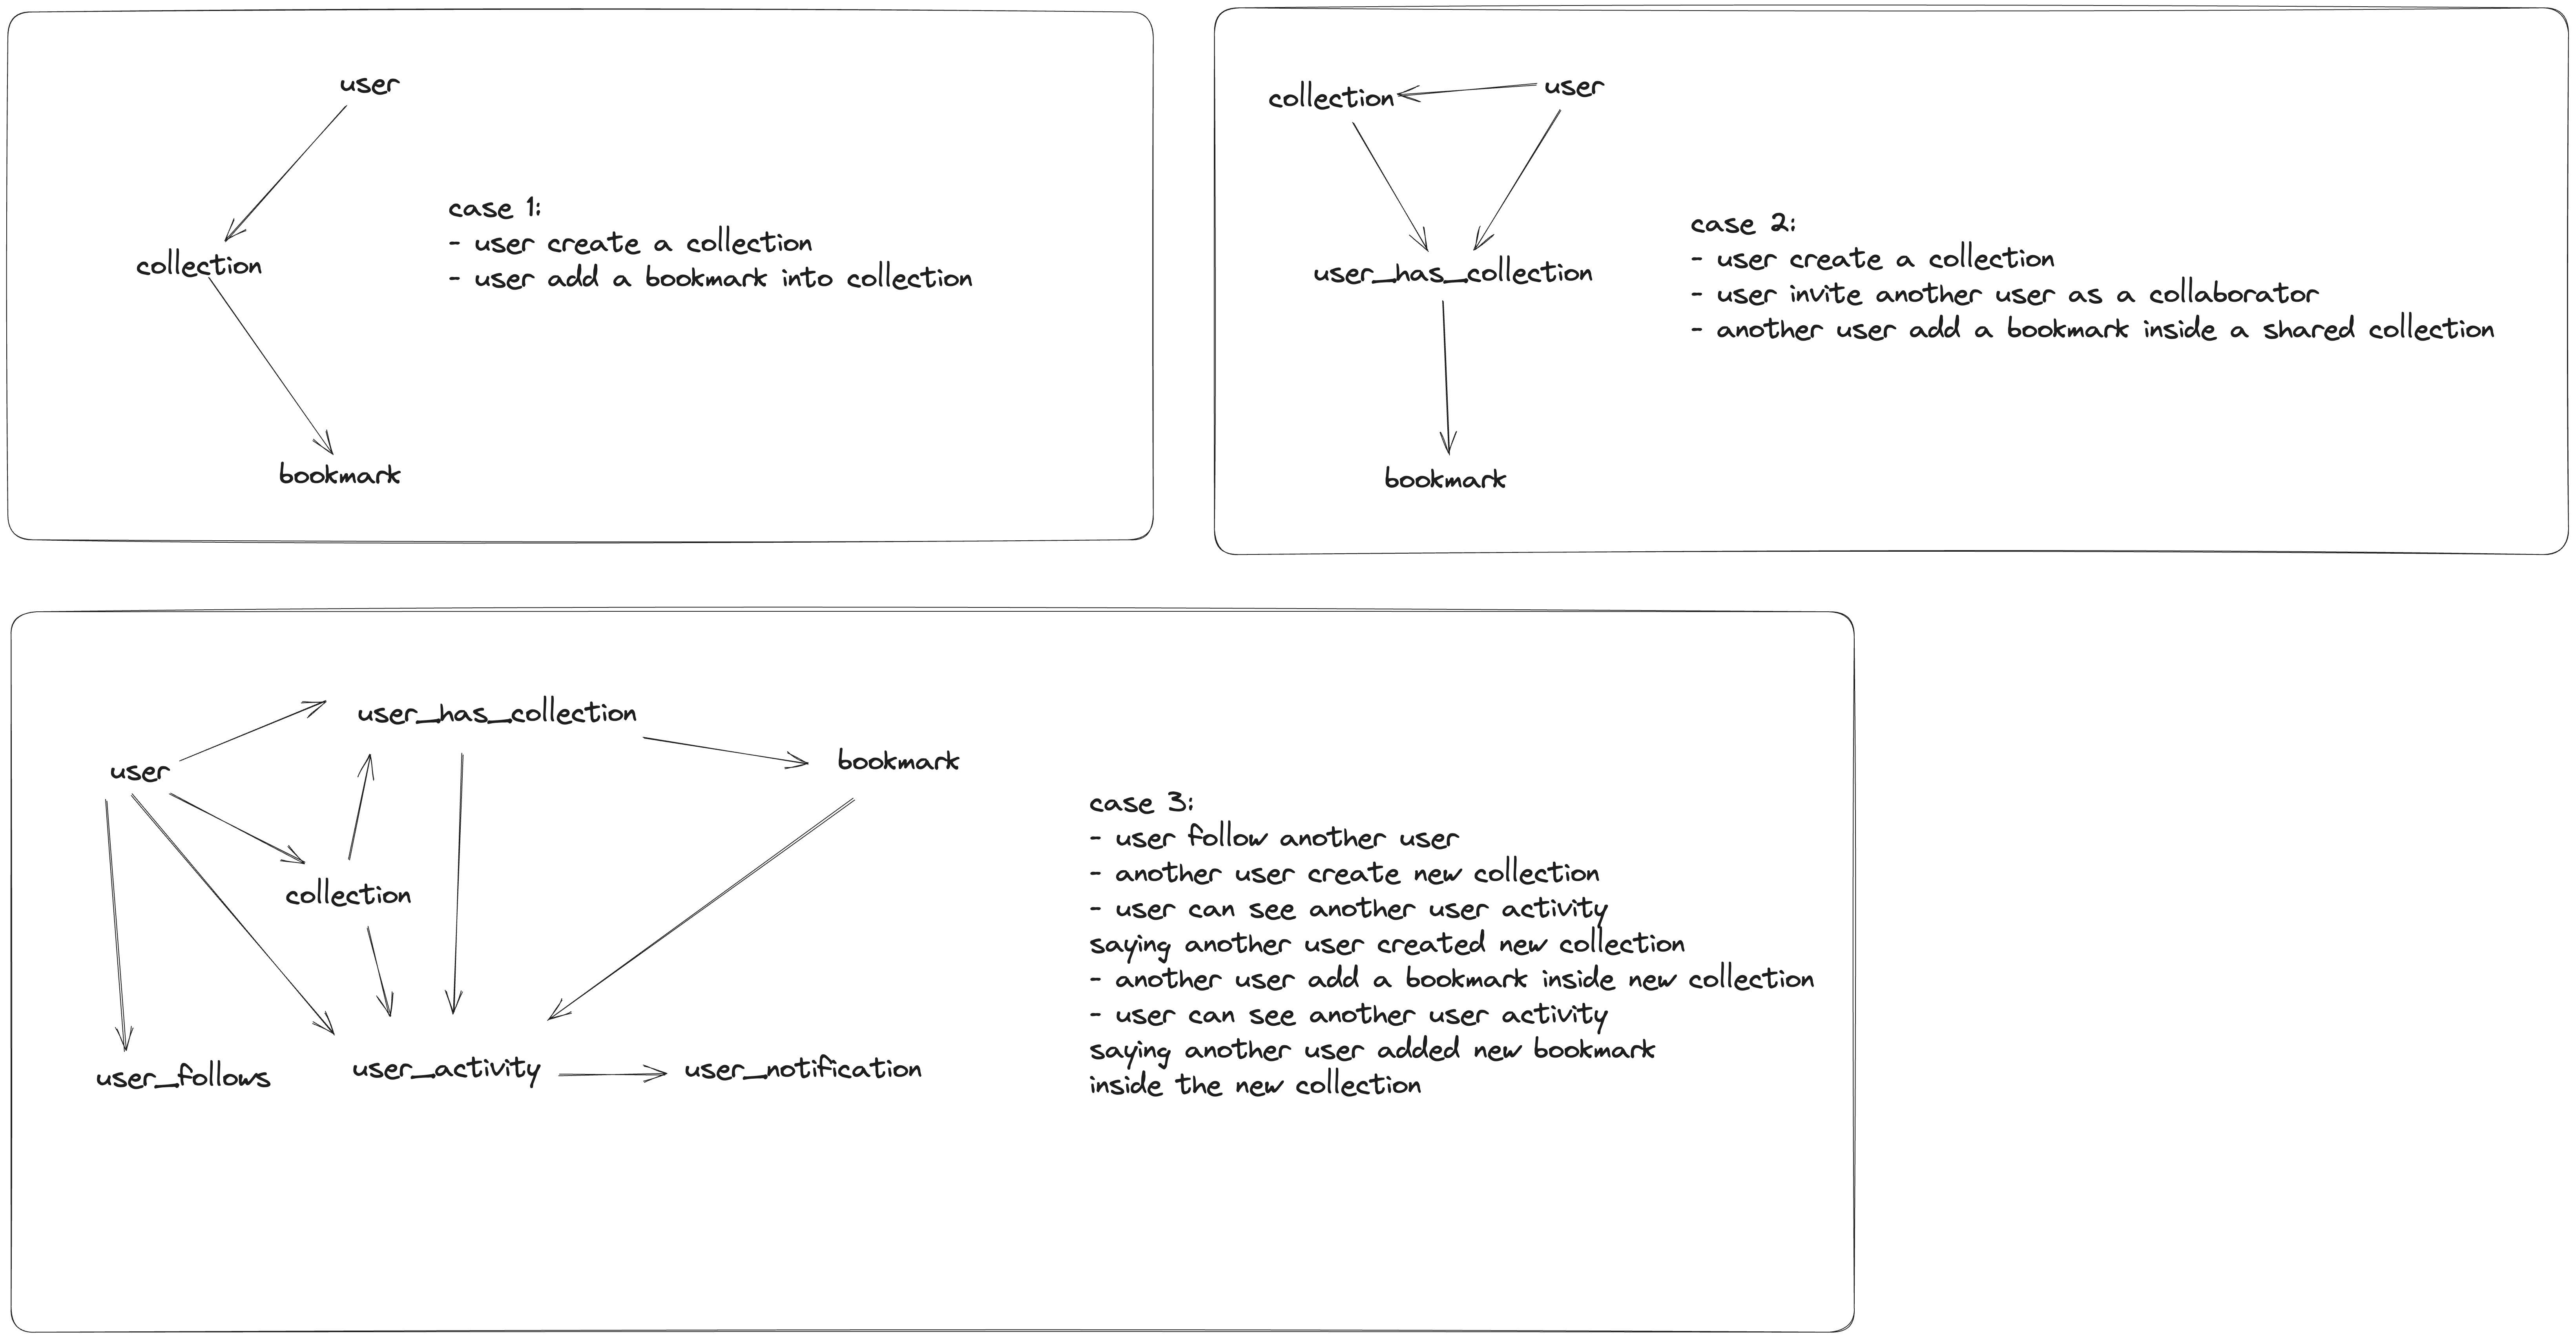 user
collection
bookmark
case 1:
- user create a collection
- user add a bookmark into collection
collection
user
user_has_collection
bookmark
case 2:
- user create a collection
- user invite another user as a collaborator
- another user add a bookmark inside a shared collection
user_has_collection
bookmark
user
collection
user_follows
user_activity
user_notification
case 3:
- user follow another user
- another user create new collection
- user can see another user activity
saying another user created new collection
- another user add a bookmark inside new collection
- user can see another user activity
saying another user added new bookmark
inside the new collection